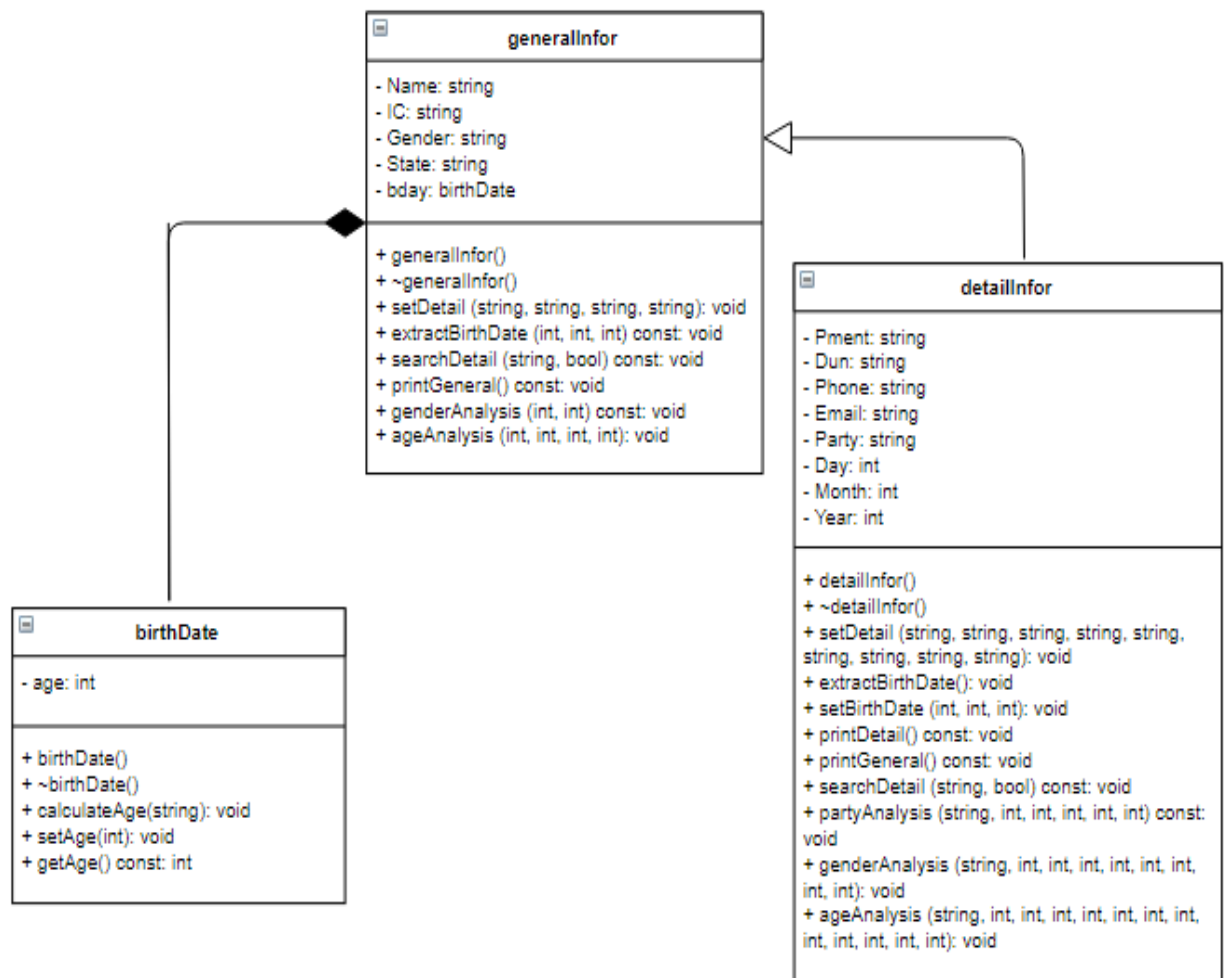 generalInfor
- Name: string
- IC: string
- Gender: string
- State: string
- bday: birthDate
+ generalInfor()
+ ~generalInfor()
+ setDetail (string, string, string, string): void
+ extractBirthDate (int, int, int) const: void
+ searchDetail (string, bool) const: void
+ printGeneral() const: void
+ genderAnalysis (int, int) const: void
+ ageAnalysis (int, int, int, int): void
detailInfor
- Pment: string
- Dun: string
- Phone: string
- Email: string
- Party: string
- Day: int
- Month: int
- Year: int
+ detailInfor()
+ ~detailInfor()
+ setDetail (string, string, string, string, string,
string, string, string, string): void
+ extractBirthDate(): void
+ setBirthDate (int, int, int): void
+ printDetail() const: void
+ printGeneral() const: void
+ searchDetail (string, bool) const: void
+ partyAnalysis (string, int, int, int, int, int) const:
void
+ genderAnalysis (string, int, int, int, int, int, int,
int, int): void
+ ageAnalysis (string, int, int, int, int, int, int, int,
int, int, int, int, int): void
birthDate
- age: int
+ birthDate()
+ ~birthDate()
+ calculateAge(string): void
+ setAge(int): void
+ getAge() const: int